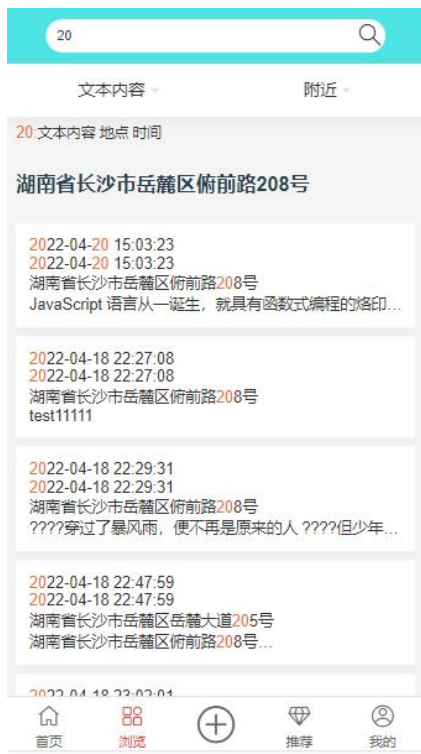 20
文本内容 附近
20:文本内容 地点 时间
湖南省长沙市岳麓区俯前路208号
2022-04-20 15:03:23
2022-04-20 15:03:23
湖南省长沙市岳麓区俯前路208号
JavaScript 语言从一诞生，就具有函数式编程的烙印...
2022-04-18 22:27:08
2022-04-18 22:27:08
湖南省长沙市岳麓区俯前路208号
test11111
2022-04-18 22:29:31
2022-04-18 22:29:31
湖南省长沙市岳麓区俯前路208号
????穿过了暴风雨，便不再是原来的人 ????但少年...
2022-04-18 22:47:59
2022-04-18 22:47:59
湖南省长沙市岳麓区岳麓大道205号
湖南省长沙市岳麓区俯前路208号...
2022-04-18 23:02:01
首页 浏览 推荐 我的